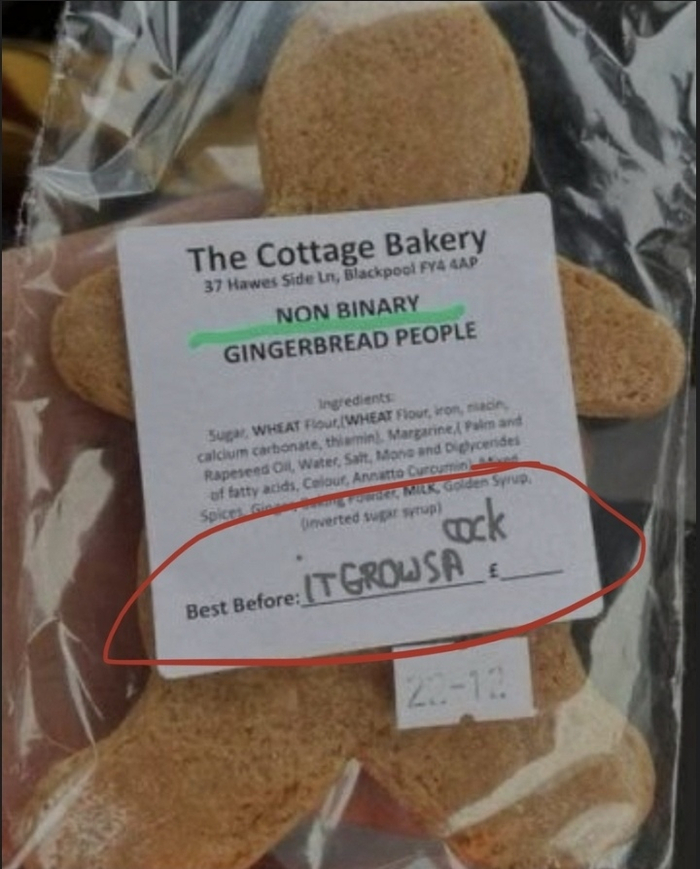 The Cottage Bakery
37 Hawes Side Ln, Blackpool FY4 4AP
NON BINARY
GINGERBREAD PEOPLE
Ingredients:
Sugar, WHEAT Flour,(WHEAT Flour, iron, niacin,
calcium carbonate, thiamin), Margarine,( Palm and
Rapeseed Oil, Water, Salt, Mono and Diglycerides
of fatty acids, Colour, Annatto Curcumin), Mixed
Spices, Powder, MILK, Golden Syrup,
(inverted sugar syrup)
cock
Best Before: iT GROWS A £
22-12